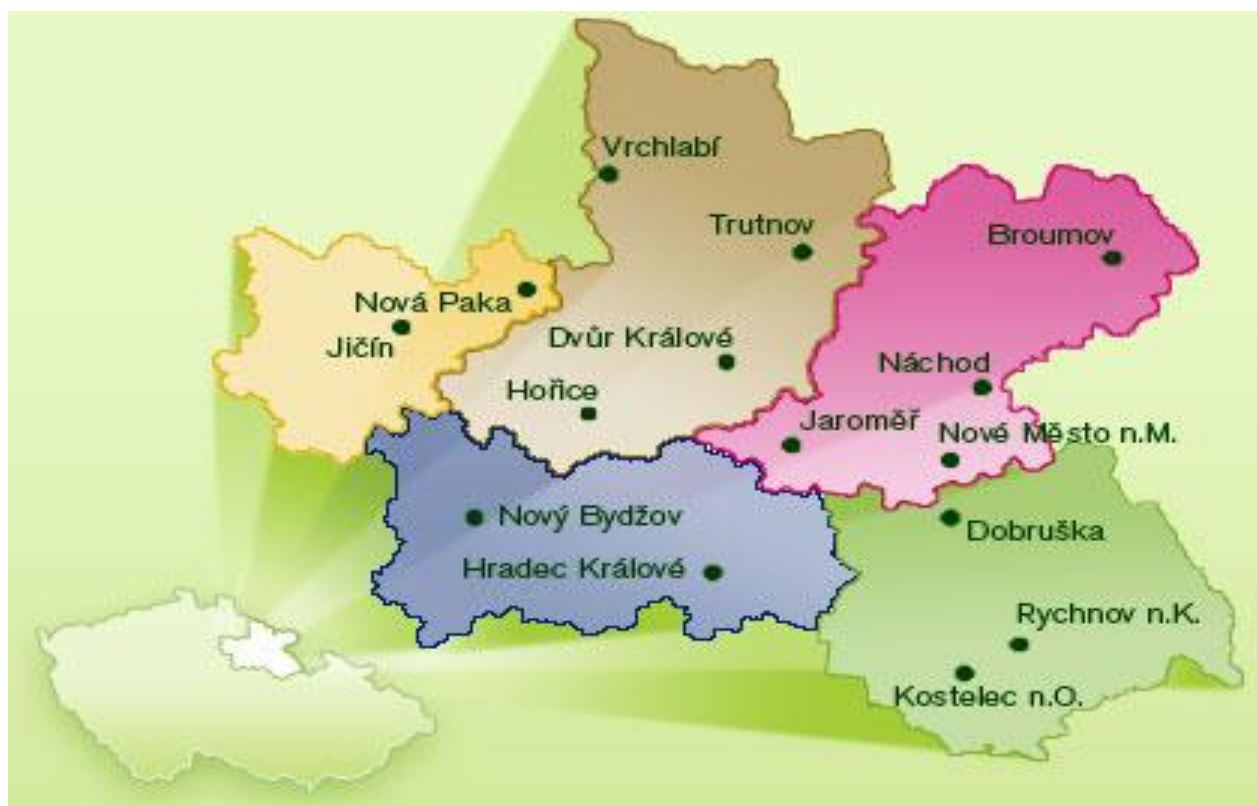 Vrchlabí
Trutnov
Broumov
Nová Paka
Jičín
Dvůr Králové
Náchod
Hořice
Jaroměř
Nové Město n.M.
Nový Bydžov
Dobruška
Hradec Králové
Rychnov n.K.
Kostelec n.O.